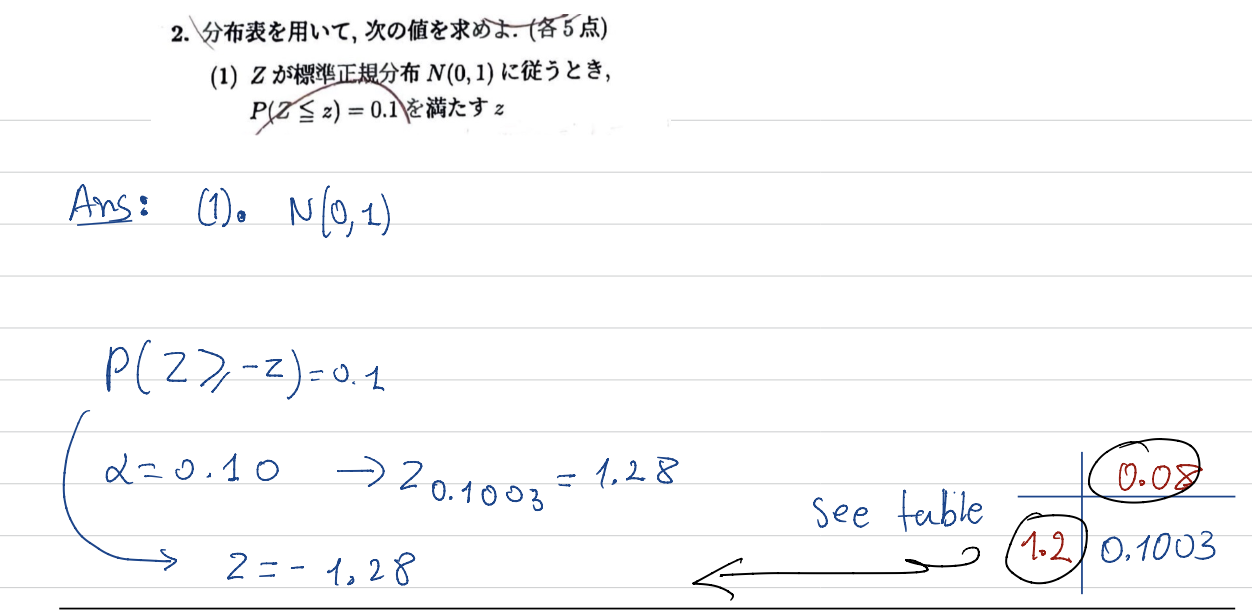 2. 分布表を用いて, 次の値を求めよ. (各 5 点)
(1) Z が標準正規分布 N(0, 1) に従うとき,
P(Z ≦ z) = 0.1 を満たす z
Ans: (1). N(0, 1)
P(Z ⩾ -z) = 0.1
α = 0.10 → Z 0.1003 = 1.28
see table
0.08
1.2 0.1003
z = - 1.28